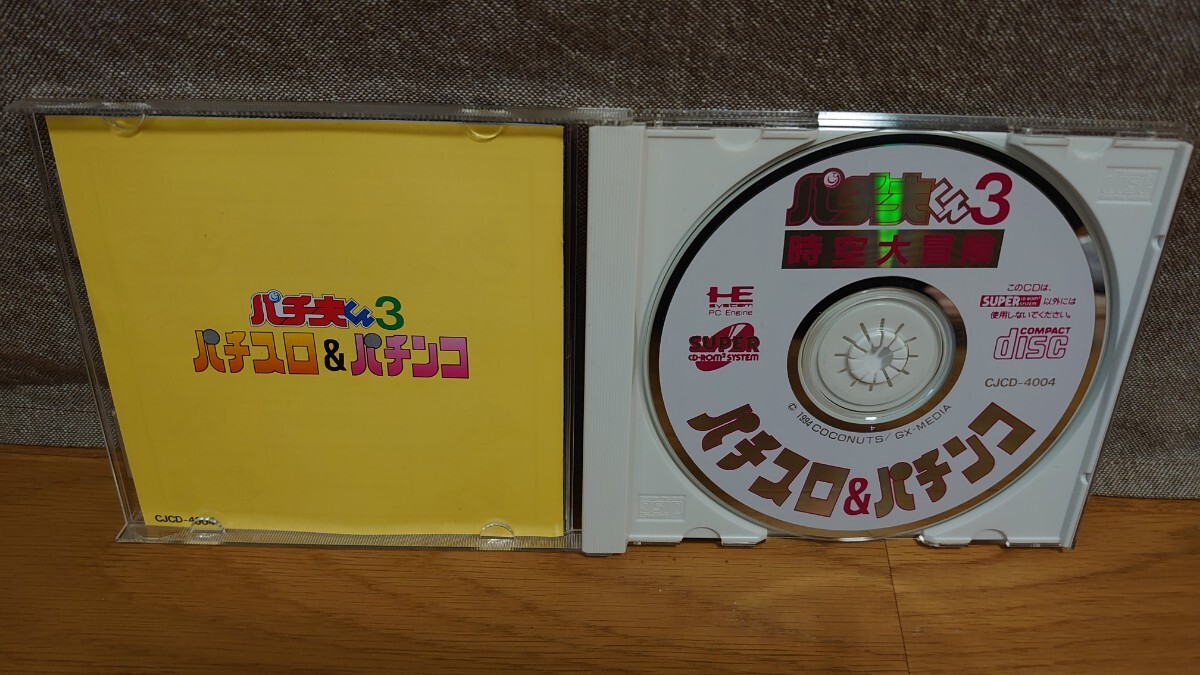 パチ夫くん3
パチスロ&パチンコ
CJCD-4004
パチ夫くん3
時空大冒険
HE
system
PC Engine
SUPER
CD-ROM² SYSTEM
このCDは、
SUPER CD-ROM² SYSTEM 以外には
使用しないでください。
COMPACT
disc
CJCD-4004
© 1994 COCONUTS/GX-MEDIA
パチスロ&パチンコ